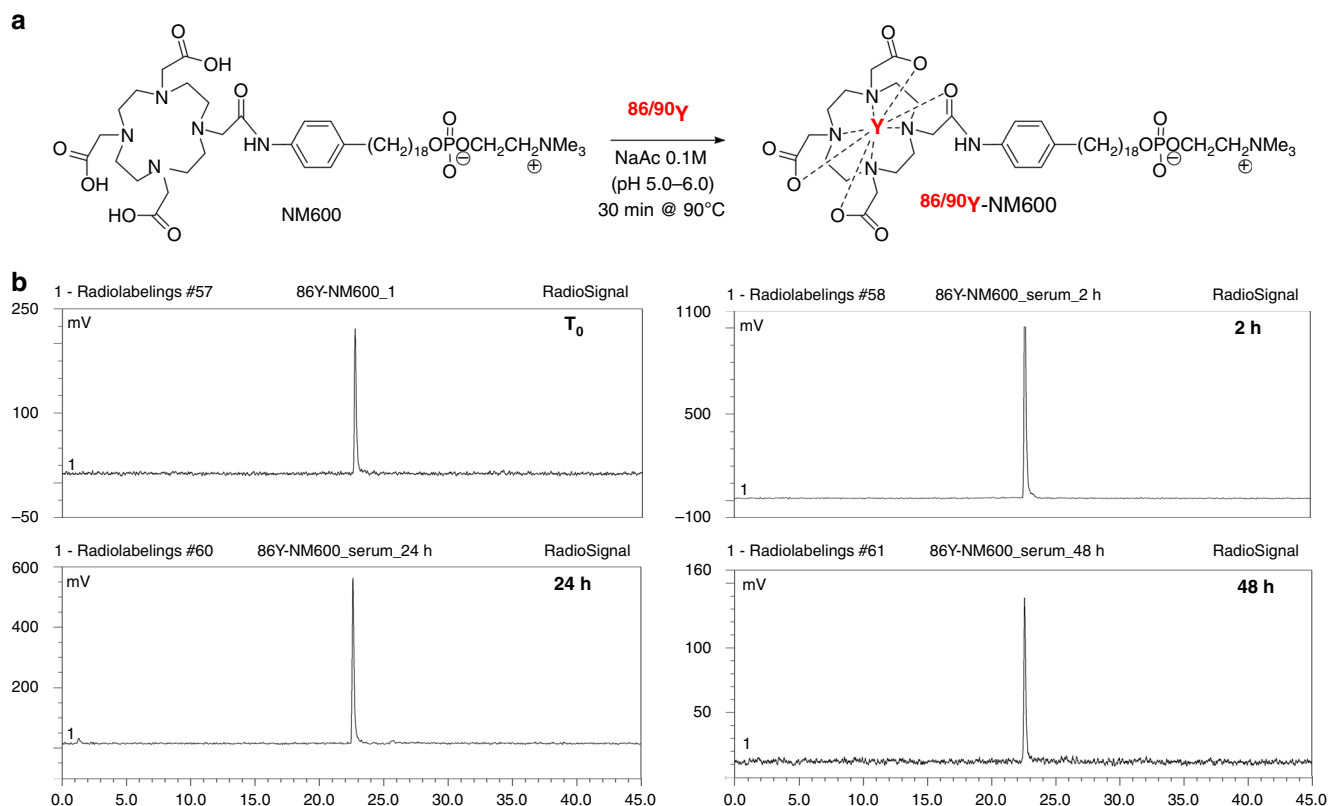 a
O
OH
N
O
N
N
HN
(CH2)18OPOCH2CH2NMe3
O
O
⊖
⊕
O
OH
N
HO
O
NM600
86/90Y
NaAc 0.1M
(pH 5.0–6.0)
30 min @ 90°C
O
O
N
O
N
Y
N
HN
(CH2)18OPOCH2CH2NMe3
O
O
⊖
⊕
O
O
N
O
O
86/90Y-NM600
b
1 - Radiolabelings #57 86Y-NM600_1 RadioSignal
250
mV
T0
100
1
–50
1 - Radiolabelings #58 86Y-NM600_serum_2 h RadioSignal
1100
mV
2 h
500
1
–100
1 - Radiolabelings #60 86Y-NM600_serum_24 h RadioSignal
600
mV
24 h
400
200
1
0.0 5.0 10.0 15.0 20.0 25.0 30.0 35.0 40.0 45.0
1 - Radiolabelings #61 86Y-NM600_serum_48 h RadioSignal
160
mV
48 h
100
50
1
0.0 5.0 10.0 15.0 20.0 25.0 30.0 35.0 40.0 45.0